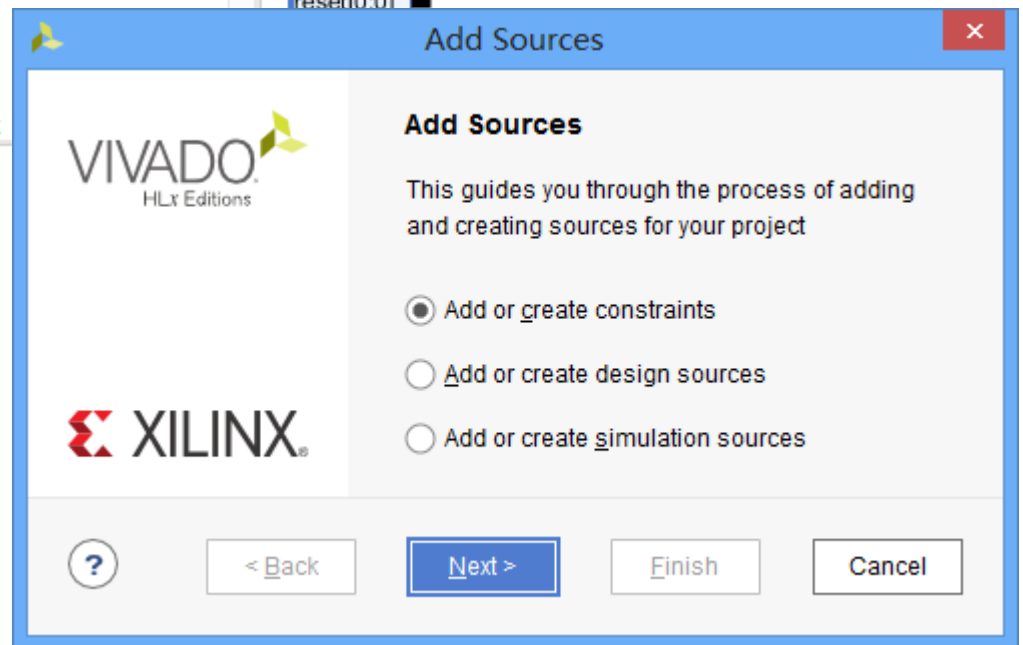 Add Sources
VIVADO.
HLx Editions
Add Sources
This guides you through the process of adding
and creating sources for your project
Add or create constraints
Add or create design sources
Add or create simulation sources
XILINX
?
< Back
Next >
Finish
Cancel